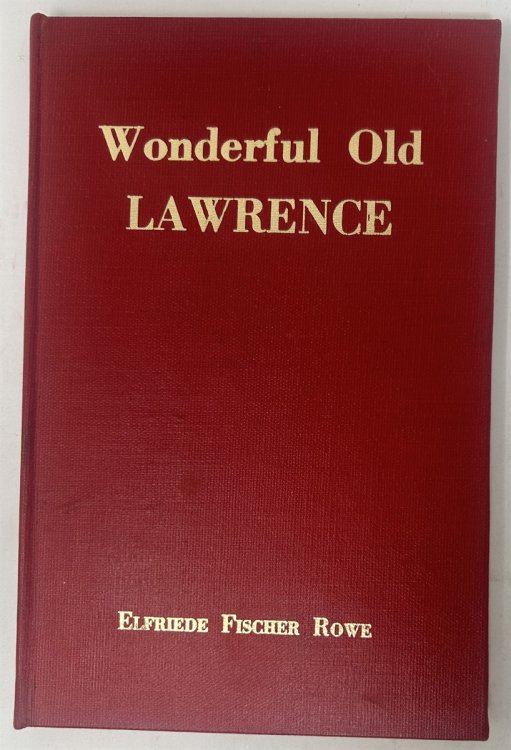 Wonderful Old
LAWRENCE
ELFRIEDE FISCHER ROWE